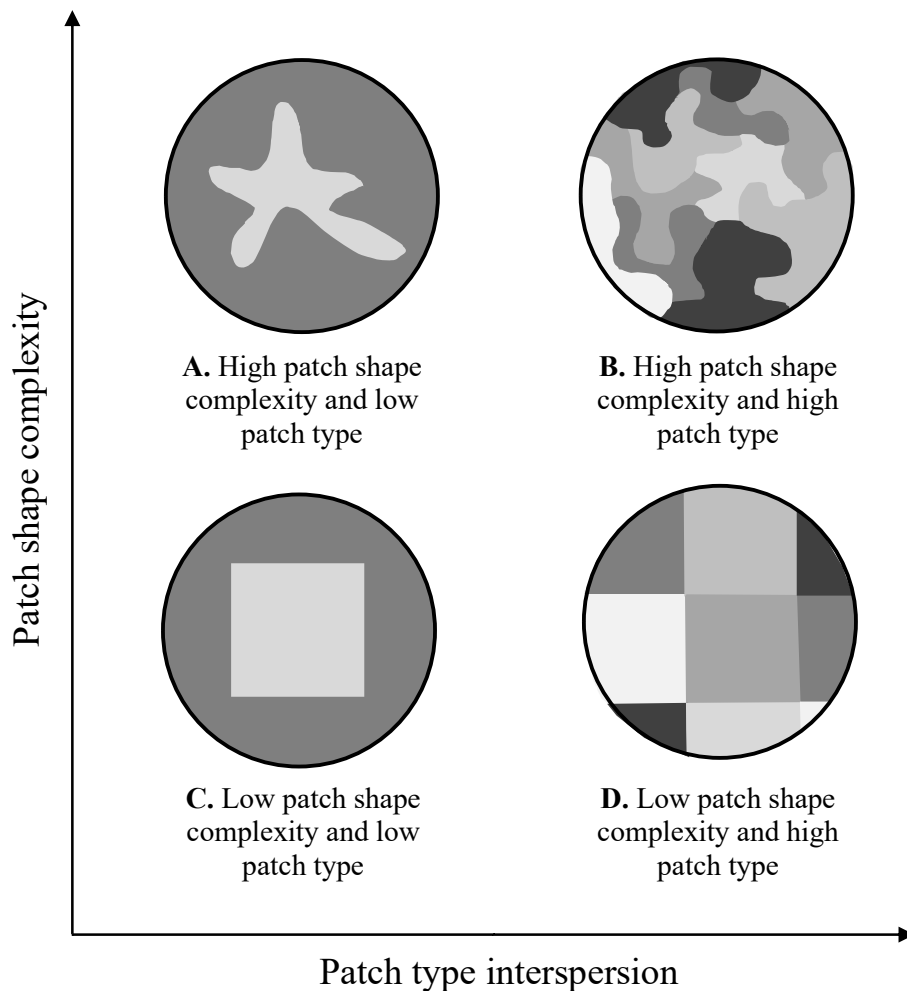 Patch shape complexity
A. High patch shape
complexity and low
patch type
B. High patch shape
complexity and high
patch type
C. Low patch shape
complexity and low
patch type
D. Low patch shape
complexity and high
patch type
Patch type interspersion